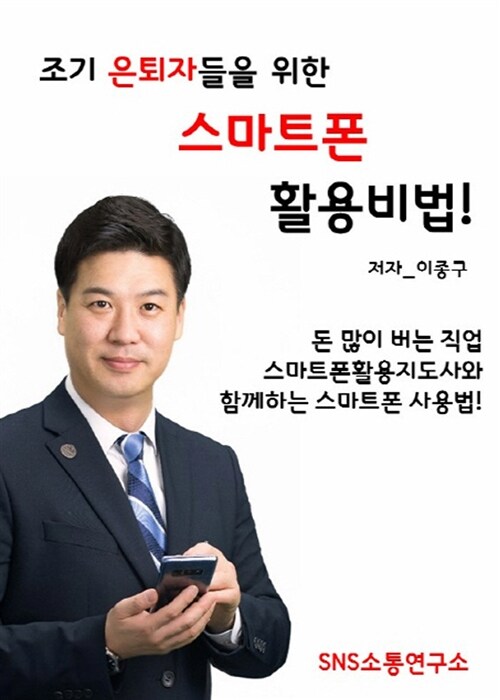 조기 은퇴자들을 위한
스마트폰
활용비법!
저자_이종구
돈 많이 버는 직업
스마트폰활용지도사와
함께하는 스마트폰 사용법!
SNS소통연구소